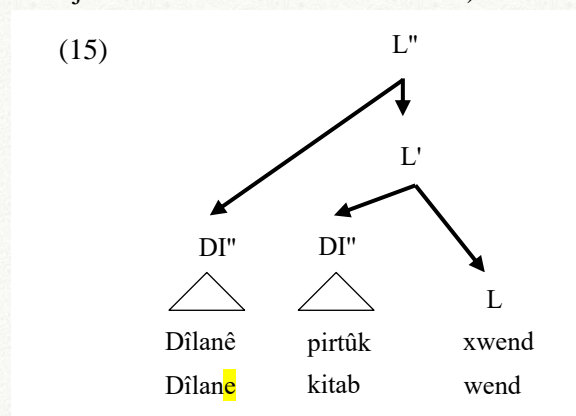 (15) L"
L'
DI" DI"
L
Dîlanê pirtûk xwend
Dîlane kitab wend